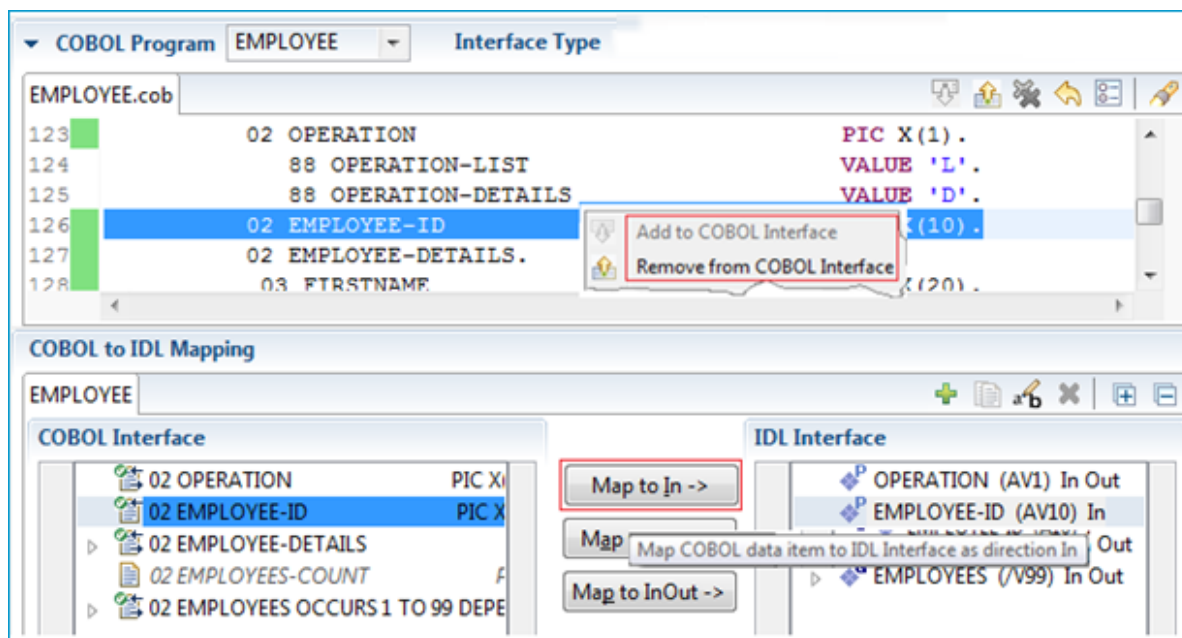 COBOL Program EMPLOYEE Interface Type
EMPLOYEE.cob
123 02 OPERATION PIC X(1).
124 88 OPERATION-LIST VALUE 'L'.
125 88 OPERATION-DETAILS VALUE 'D'.
126 02 EMPLOYEE-ID X(10).
Add to COBOL Interface
127 02 EMPLOYEE-DETAILS.
Remove from COBOL Interface
128 03 FIRSTNAME X(20).
COBOL to IDL Mapping
EMPLOYEE
COBOL Interface IDL Interface
02 OPERATION PIC X( Map to In -> OPERATION (AV1) In Out
02 EMPLOYEE-ID PIC X EMPLOYEE-ID (AV10) In
02 EMPLOYEE-DETAILS Map Out
Map COBOL data item to IDL Interface as direction In
02 EMPLOYEES-COUNT Map to InOut -> EMPLOYEES (/V99) In Out
02 EMPLOYEES OCCURS 1 TO 99 DEPE